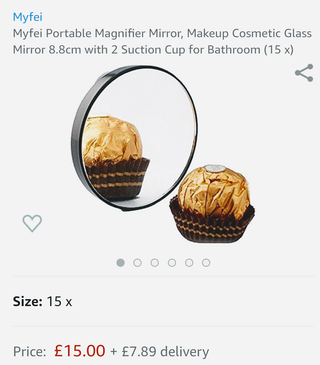 Myfei
Myfei Portable Magnifier Mirror, Makeup Cosmetic Glass
Mirror 8.8cm with 2 Suction Cup for Bathroom (15 x)
Size: 15 x
Price: £15.00 + £7.89 delivery